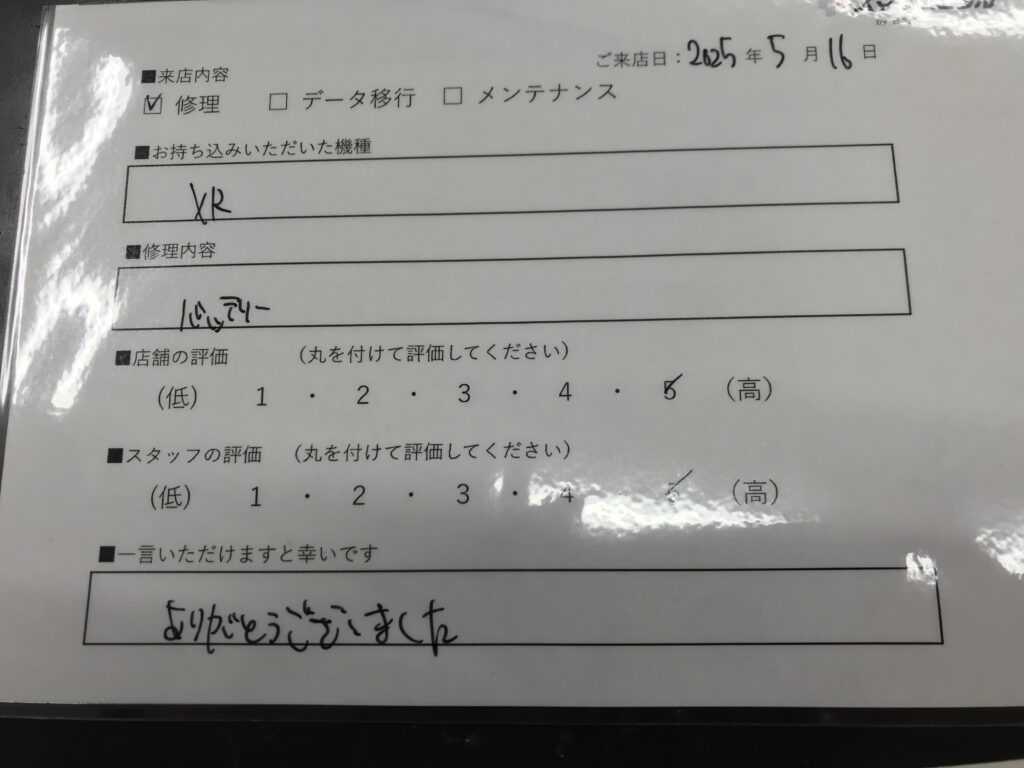 ご来店日:2025年5月16日
■来店内容
☑ 修理 □ データ移行 □ メンテナンス
■お持ち込みいただいた機種
XR
■修理内容
バッテリー
■店舗の評価 (丸を付けて評価してください)
(低) 1 ・ 2 ・ 3 ・ 4 ・ 5 (高)
■スタッフの評価 (丸を付けて評価してください)
(低) 1 ・ 2 ・ 3 ・ 4 ・ 5 (高)
■一言いただけますと幸いです
ありがとうございました